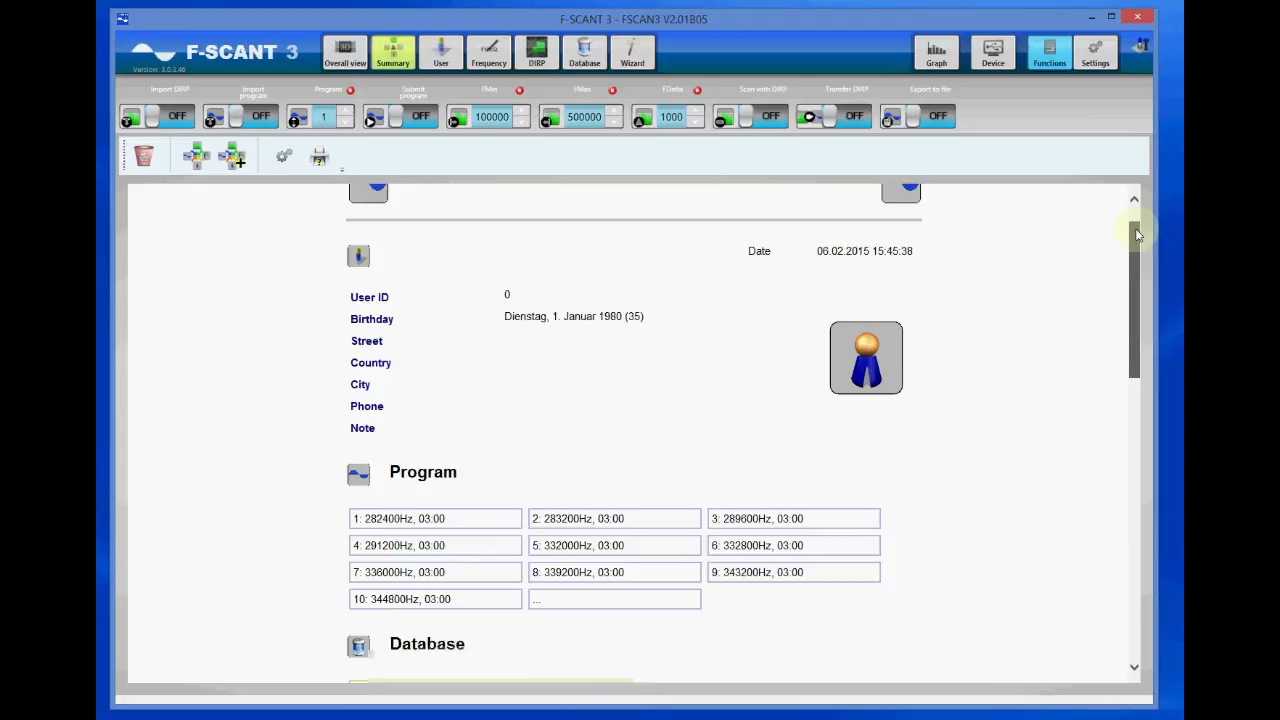 F-SCANT 3 - FSCAN3 V2.01B05
F-SCANT 3
Version: 3.0.3.46
Overall view
Summary
User
FREQ
Frequency
DIRP
Database
Wizard
Graph
Device
Functions
Settings
Import DIRP
Import program
Program
Submit program
FMin
FMax
FDelta
Scan with DIRP
Transfer DIRP
Export to file
OFF
OFF
1
OFF
100000
500000
1000
OFF
OFF
OFF
Date 06.02.2015 15:45:38
User ID 0
Birthday Dienstag, 1. Januar 1980 (35)
Street
Country
City
Phone
Note
Program
1: 282400Hz, 03:00 2: 283200Hz, 03:00 3: 289600Hz, 03:00
4: 291200Hz, 03:00 5: 332000Hz, 03:00 6: 332800Hz, 03:00
7: 336000Hz, 03:00 8: 339200Hz, 03:00 9: 343200Hz, 03:00
10: 344800Hz, 03:00 ...
Database